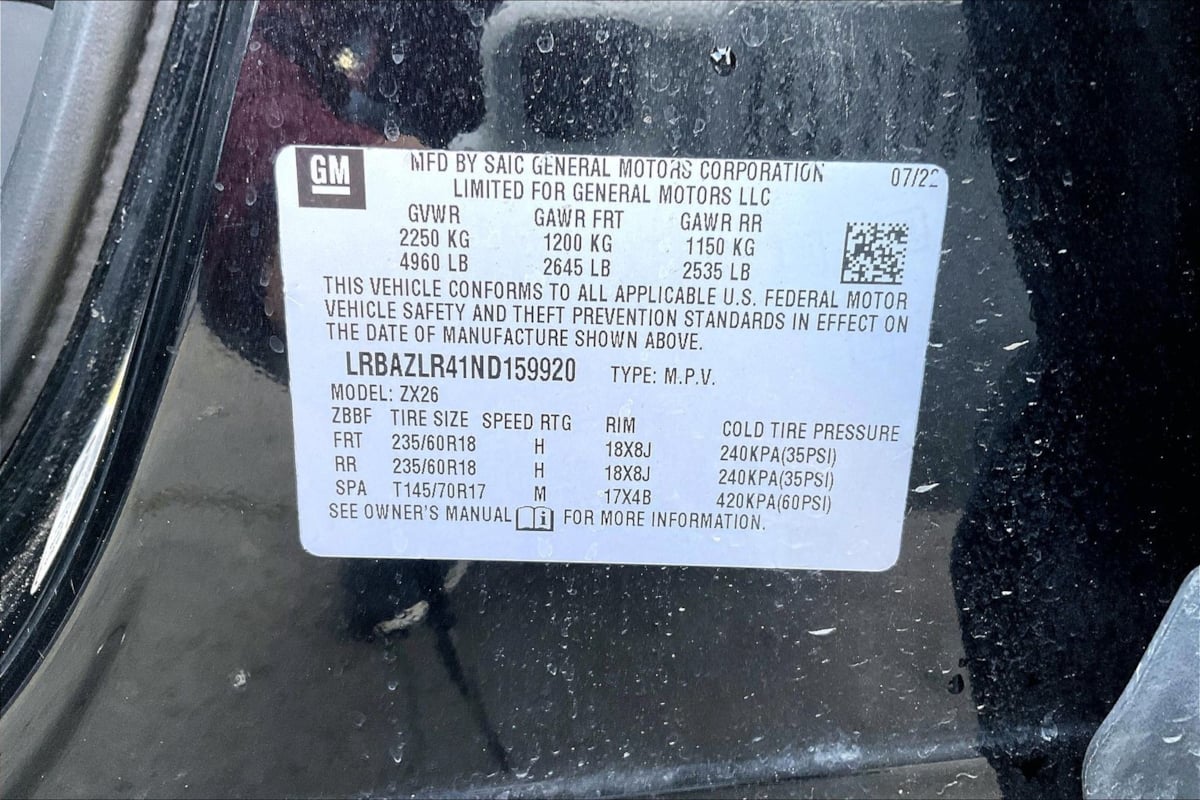 GM
MFD BY SAIC GENERAL MOTORS CORPORATION 07/22
LIMITED FOR GENERAL MOTORS LLC
GVWR GAWR FRT GAWR RR
2250 KG 1200 KG 1150 KG
4960 LB 2645 LB 2535 LB
THIS VEHICLE CONFORMS TO ALL APPLICABLE U.S. FEDERAL MOTOR
VEHICLE SAFETY AND THEFT PREVENTION STANDARDS IN EFFECT ON
THE DATE OF MANUFACTURE SHOWN ABOVE.
LRBAZLR41ND159920 TYPE: M.P.V.
MODEL: ZX26
ZBBF TIRE SIZE SPEED RTG RIM COLD TIRE PRESSURE
FRT 235/60R18 H 18X8J 240KPA(35PSI)
RR 235/60R18 H 18X8J 240KPA(35PSI)
SPA T145/70R17 M 17X4B 420KPA(60PSI)
SEE OWNER'S MANUAL FOR MORE INFORMATION.